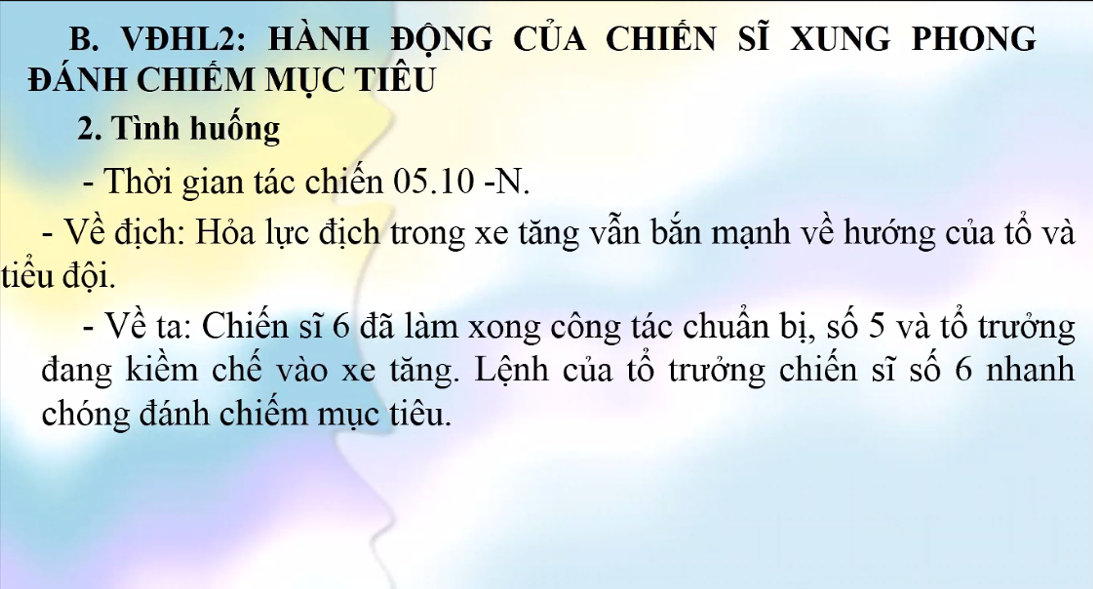 B. VĐHL2: HÀNH ĐỘNG CỦA CHIẾN SĨ XUNG PHONG
ĐÁNH CHIẾM MỤC TIÊU
2. Tình huống
- Thời gian tác chiến 05.10 -N.
- Về địch: Hỏa lực địch trong xe tăng vẫn bắn mạnh về hướng của tổ và
tiểu đội.
- Về ta: Chiến sĩ 6 đã làm xong công tác chuẩn bị, số 5 và tổ trưởng
đang kiềm chế vào xe tăng. Lệnh của tổ trưởng chiến sĩ số 6 nhanh
chóng đánh chiếm mục tiêu.